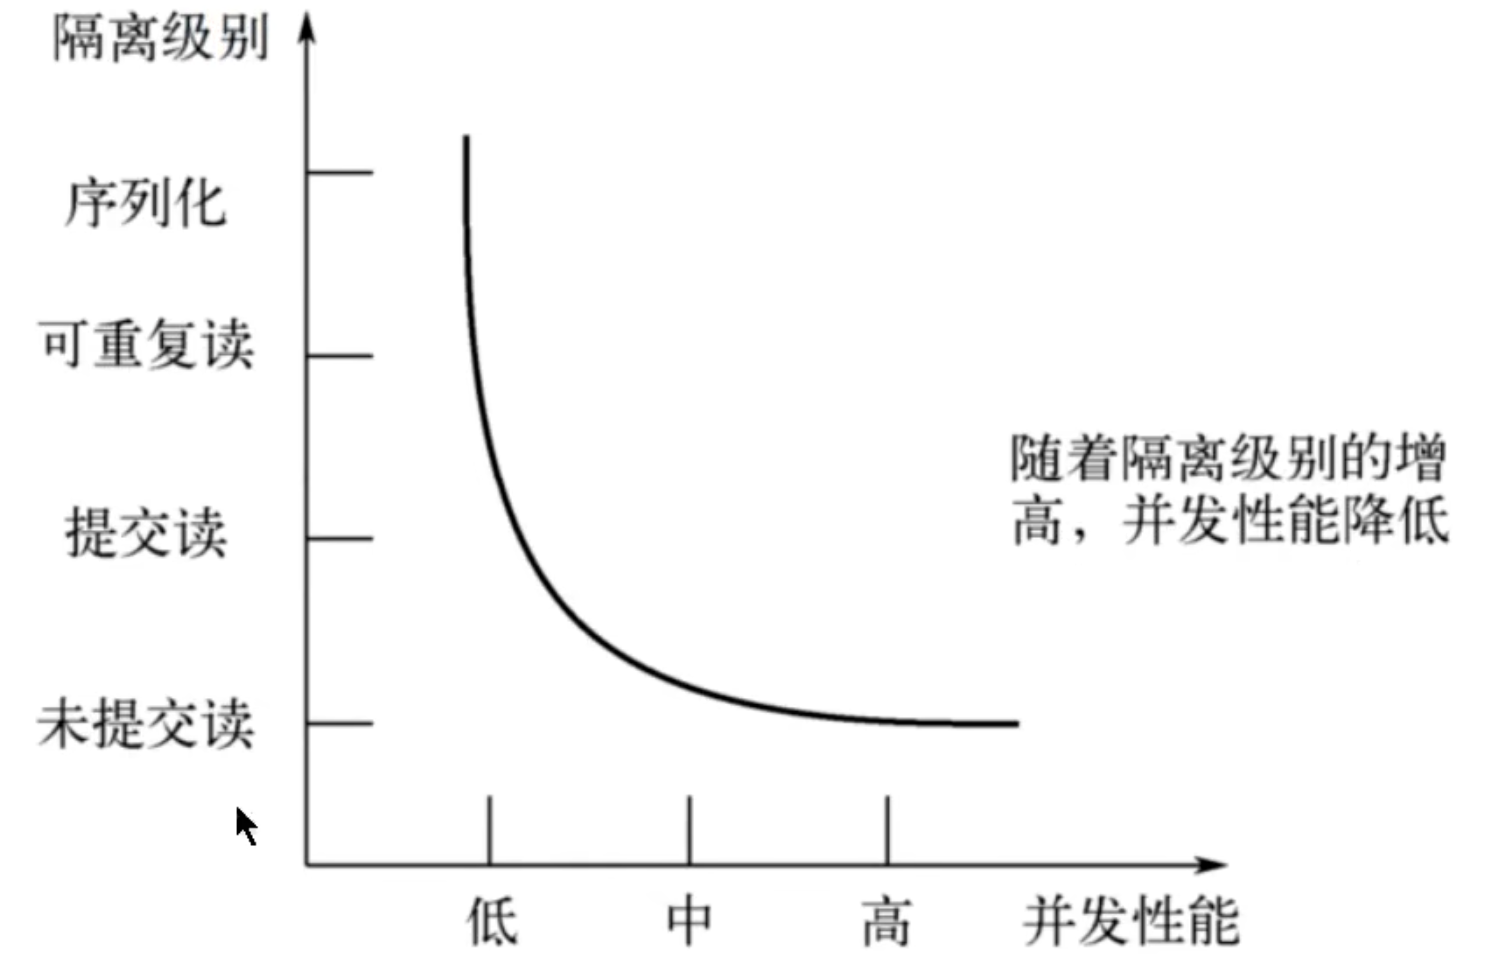 隔离级别
序列化
可重复读
提交读
未提交读
随着隔离级别的增
高，并发性能降低
低
中
高
并发性能